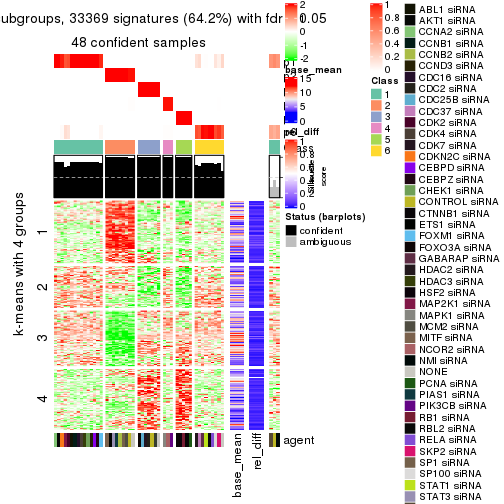 ubgroups, 33369 signatures (64.2%) with fdr 0.05
48 confident samples
k-means with 4 groups
1
2
3
4
base_mean
rel_diff
agent
2
1
0
-1
-2
base_mean
15
10
5
0
rel_diff
1
0.8
0.6
0.4
0.2
0
Silhouette
score
Status (barplots)
confident
ambiguous
1
0.8
0.6
0.4
0.2
0
Class
1
2
3
4
5
6
ABL1 siRNA
AKT1 siRNA
CCNA2 siRNA
CCNB1 siRNA
CCNB2 siRNA
CCND3 siRNA
CDC16 siRNA
CDC2 siRNA
CDC25B siRNA
CDC37 siRNA
CDK2 siRNA
CDK4 siRNA
CDK7 siRNA
CDKN2C siRNA
CEBPD siRNA
CEBPZ siRNA
CHEK1 siRNA
CONTROL siRNA
CTNNB1 siRNA
ETS1 siRNA
FOXM1 siRNA
FOXO3A siRNA
GABARAP siRNA
HDAC2 siRNA
HDAC3 siRNA
HSF2 siRNA
MAP2K1 siRNA
MAPK1 siRNA
MCM2 siRNA
MITF siRNA
NCOR2 siRNA
NMI siRNA
NONE
PCNA siRNA
PIAS1 siRNA
PIK3CB siRNA
RB1 siRNA
RBL2 siRNA
RELA siRNA
SKP2 siRNA
SP1 siRNA
SP100 siRNA
STAT1 siRNA
STAT3 siRNA